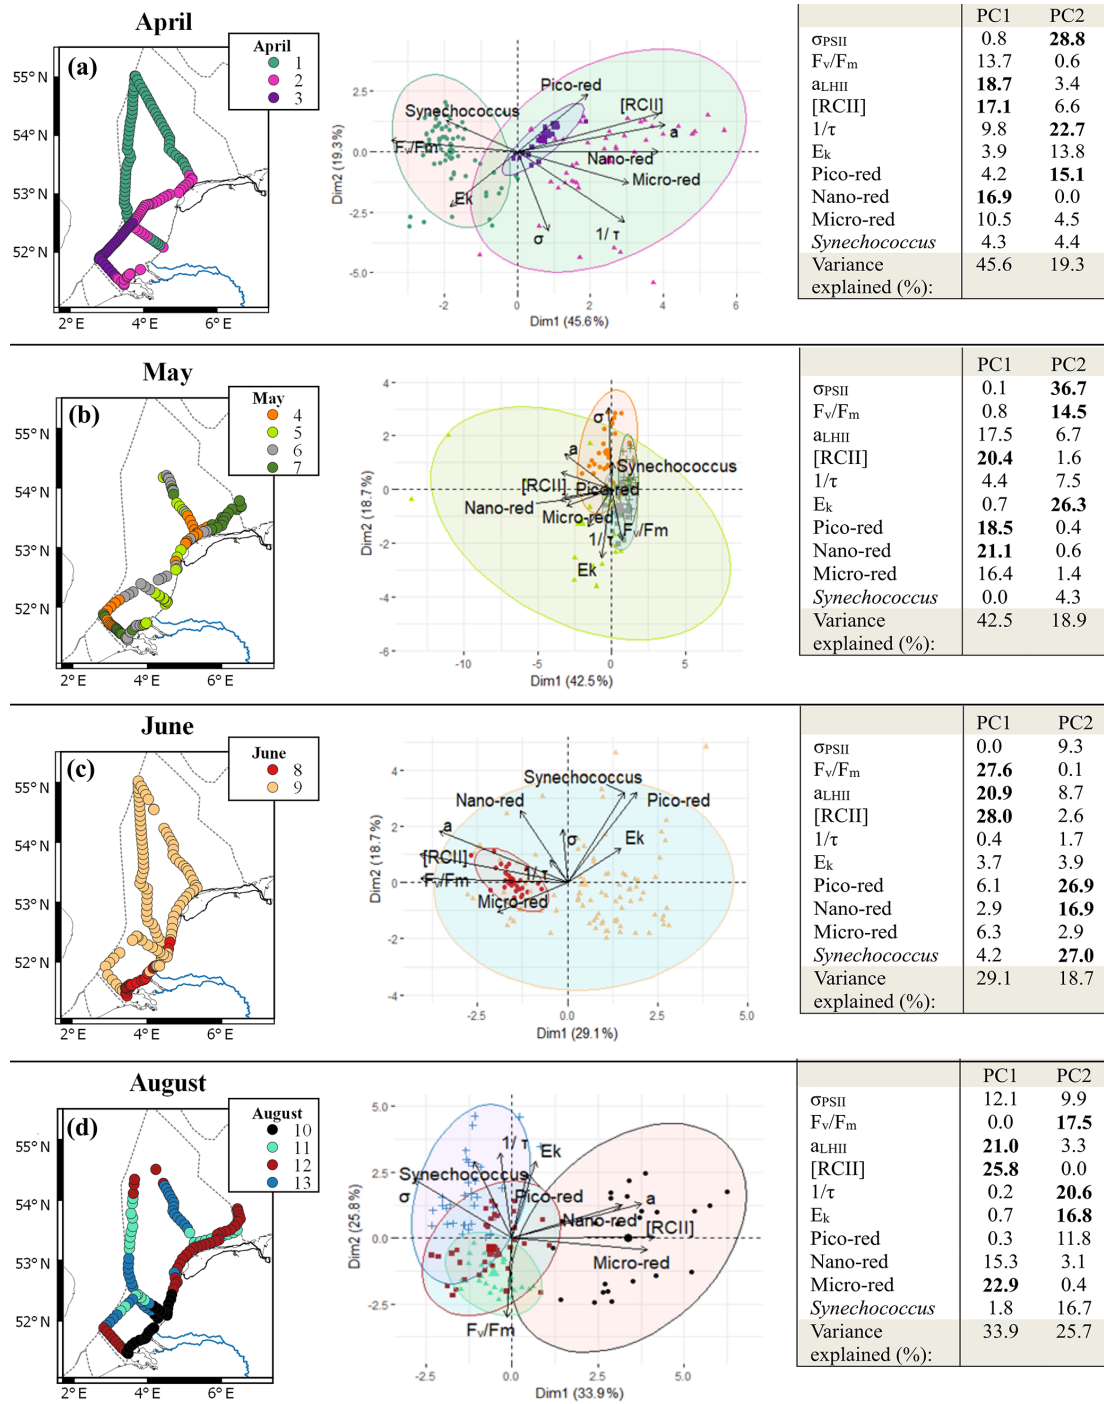 April
(a)
April
1
2
3
55° N
54° N
53° N
52° N
2° E
4° E
6° E
Dim2 (19.3%)
2.5
0.0
-2.5
-5.0
Pico-red
[RCII]
Synechococcus
a
Fv/Fm
Nano-red
Micro-red
Ek
σ
1/ τ
-2
0
2
4
6
Dim1 (45.6%)
PC1 PC2
σPSII 0.8 28.8
Fv/Fm 13.7 0.6
aLHII 18.7 3.4
[RCII] 17.1 6.6
1/τ 9.8 22.7
Ek 3.9 13.8
Pico-red 4.2 15.1
Nano-red 16.9 0.0
Micro-red 10.5 4.5
Synechococcus 4.3 4.4
Variance 45.6 19.3
explained (%):
May
(b)
May
4
5
6
7
55° N
54° N
53° N
52° N
2° E
4° E
6° E
Dim2 (18.7%)
4
2
0
-2
-4
-6
σ
a
Synechococcus
[RCII]
Pico-red
Nano-red
Micro-red
Fv/Fm
1/ τ
Ek
-10
-5
0
5
Dim1 (42.5%)
PC1 PC2
σPSII 0.1 36.7
Fv/Fm 0.8 14.5
aLHII 17.5 6.7
[RCII] 20.4 1.6
1/τ 4.4 7.5
Ek 0.7 26.3
Pico-red 18.5 0.4
Nano-red 21.1 0.6
Micro-red 16.4 1.4
Synechococcus 0.0 4.3
Variance 42.5 18.9
explained (%):
June
(c)
June
8
9
55° N
54° N
53° N
52° N
2° E
4° E
6° E
Dim2 (18.7%)
4
2
0
-2
-4
Synechococcus
Nano-red
Pico-red
a
σ
Ek
[RCII]
1/ τ
Fv/Fm
Micro-red
-2.5
0.0
2.5
5.0
Dim1 (29.1%)
PC1 PC2
σPSII 0.0 9.3
Fv/Fm 27.6 0.1
aLHII 20.9 8.7
[RCII] 28.0 2.6
1/τ 0.4 1.7
Ek 3.7 3.9
Pico-red 6.1 26.9
Nano-red 2.9 16.9
Micro-red 6.3 2.9
Synechococcus 4.2 27.0
Variance 29.1 18.7
explained (%):
August
(d)
August
10
11
12
13
55° N
54° N
53° N
52° N
2° E
4° E
6° E
Dim2 (25.8%)
5.0
2.5
0.0
-2.5
1/ τ
Ek
Synechococcus
σ
Pico-red
a
Nano-red
[RCII]
Micro-red
Fv/Fm
-2.5
0.0
2.5
5.0
Dim1 (33.9%)
PC1 PC2
σPSII 12.1 9.9
Fv/Fm 0.0 17.5
aLHII 21.0 3.3
[RCII] 25.8 0.0
1/τ 0.2 20.6
Ek 0.7 16.8
Pico-red 0.3 11.8
Nano-red 15.3 3.1
Micro-red 22.9 0.4
Synechococcus 1.8 16.7
Variance 33.9 25.7
explained (%):